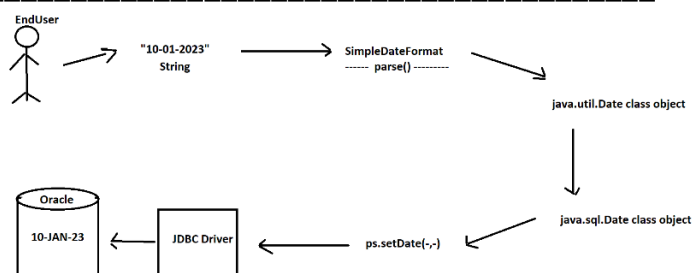 EndUser
"10-01-2023"
String
SimpleDateFormat
------ parse() ---------
java.util.Date class object
java.sql.Date class object
ps.setDate(-,-)
JDBC Driver
Oracle
10-JAN-23